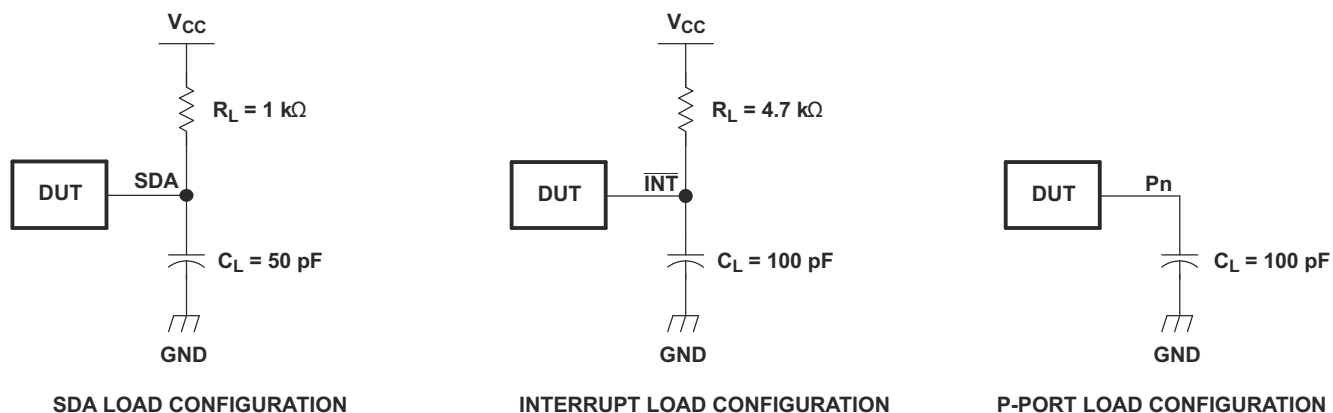 VCC
RL = 1 kΩ
DUT
SDA
CL = 50 pF
GND
SDA LOAD CONFIGURATION
VCC
RL = 4.7 kΩ
DUT
INT
CL = 100 pF
GND
INTERRUPT LOAD CONFIGURATION
DUT
Pn
CL = 100 pF
GND
P-PORT LOAD CONFIGURATION